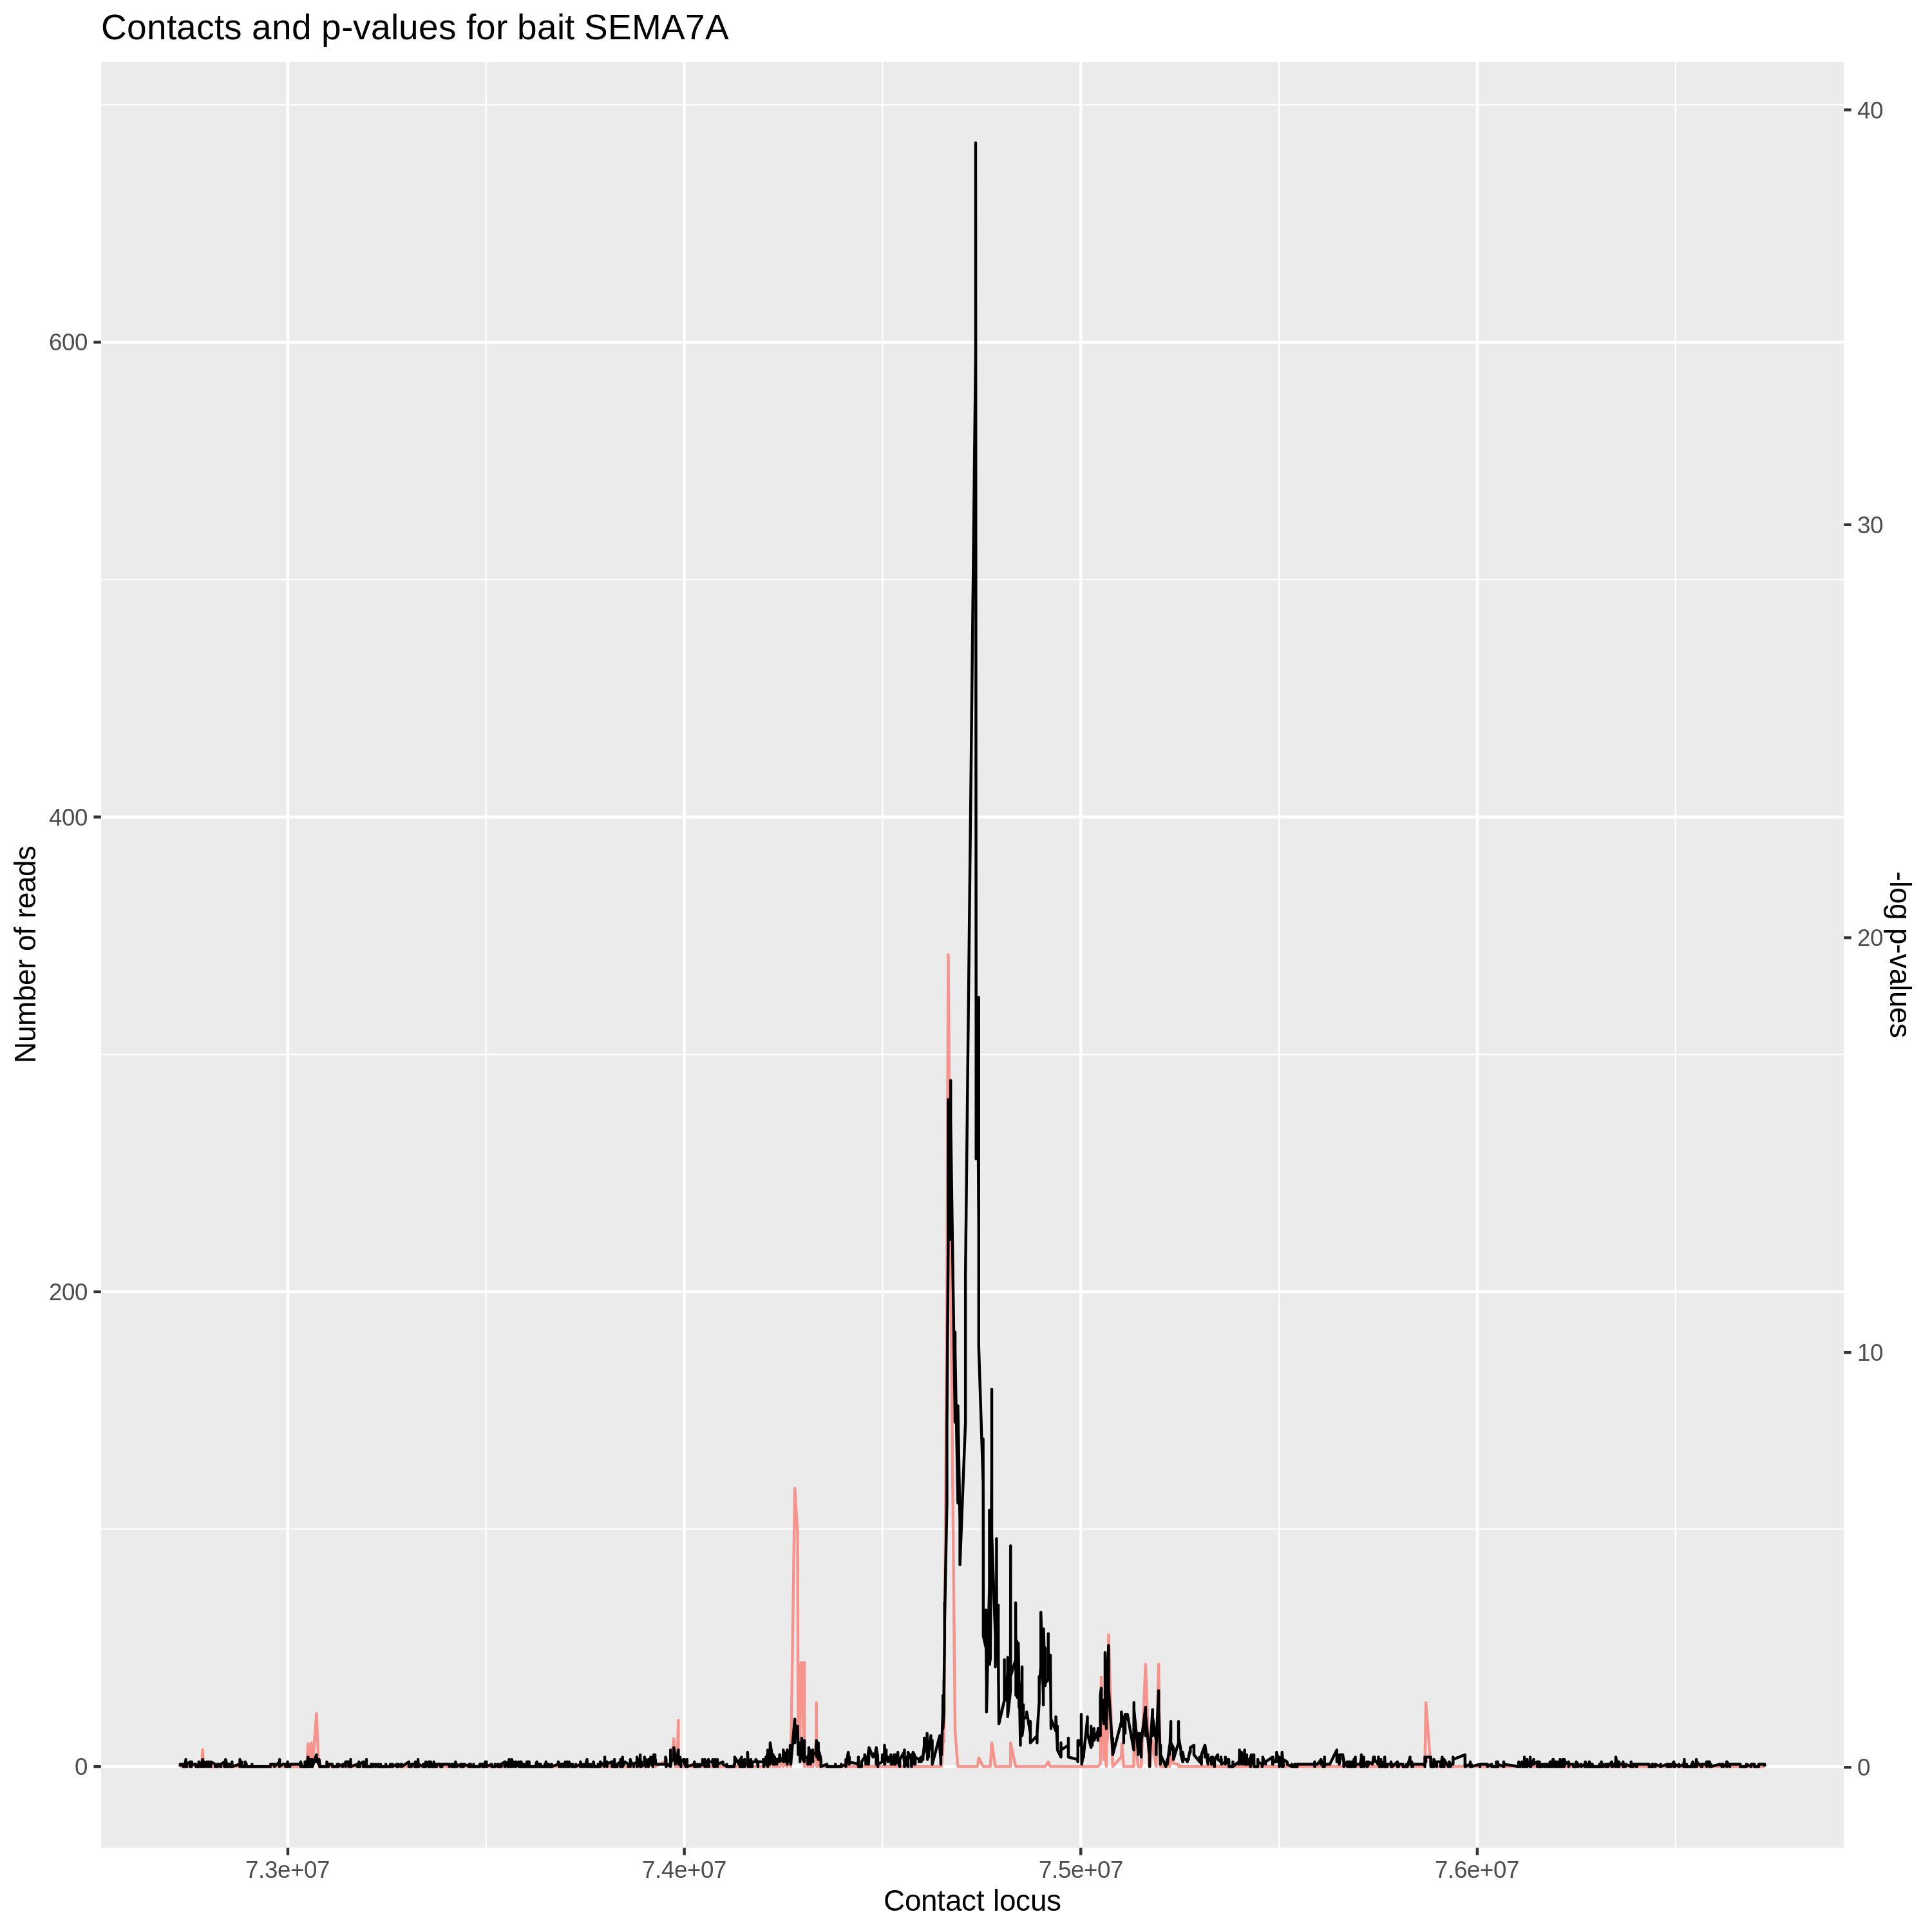 Contacts and p-values for bait SEMA7A
Number of reads
600
400
200
0
40
30
20
10
0
-log p-values
7.3e+07
7.4e+07
7.5e+07
7.6e+07
Contact locus